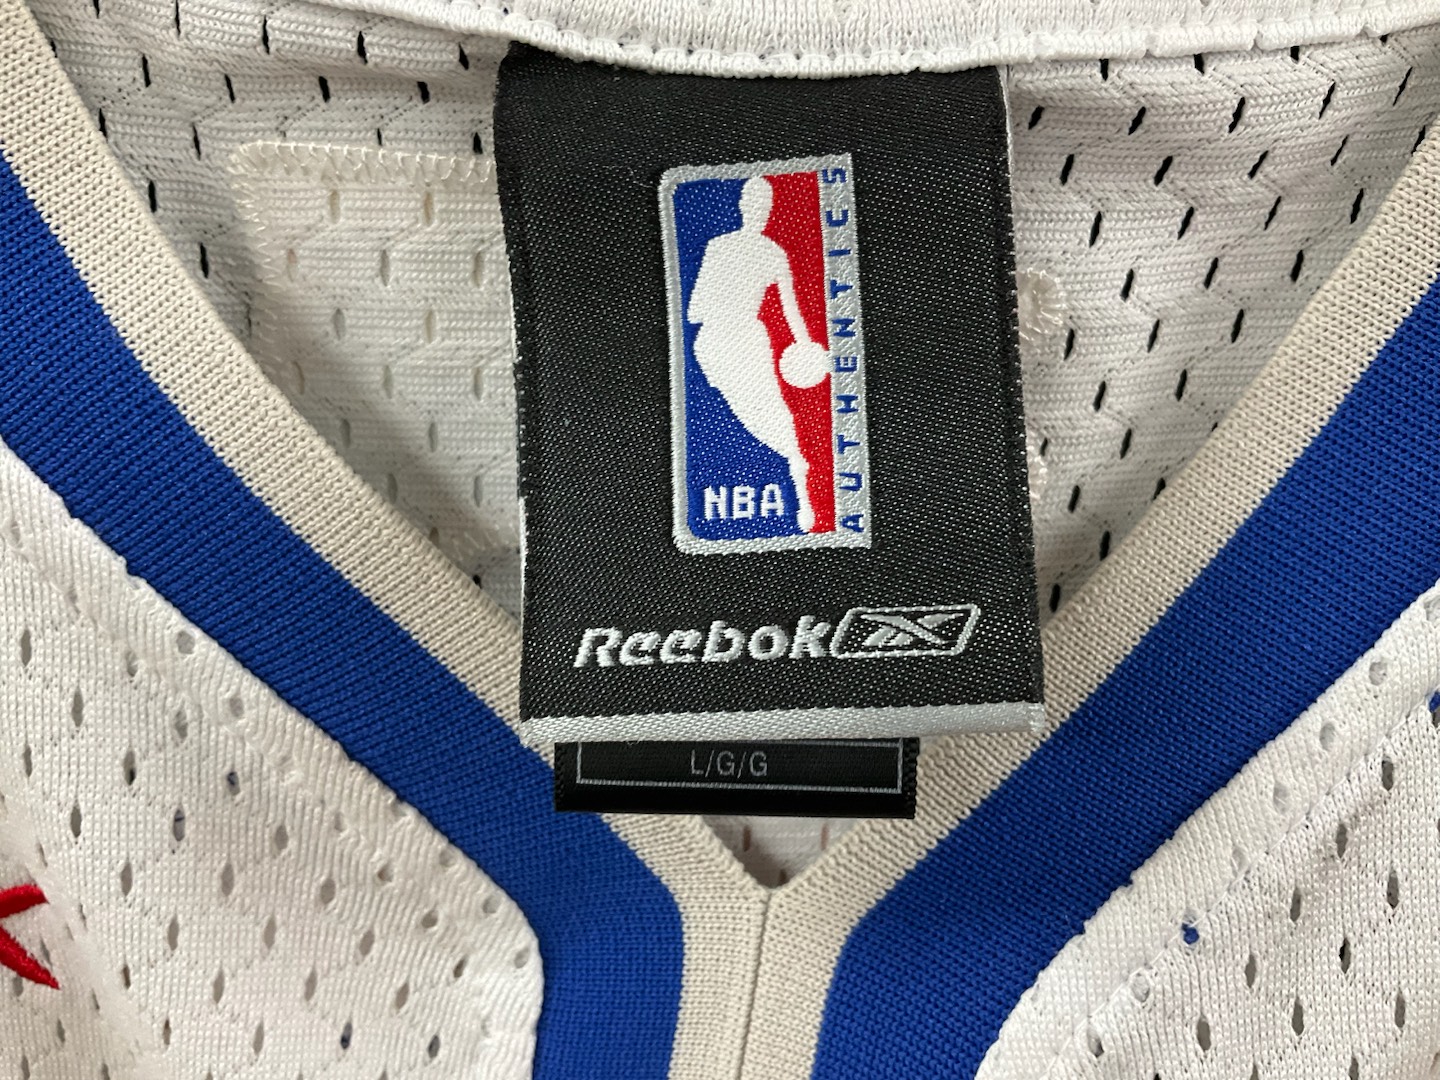 NBA
AUTHENTICS
Reebok
L/G/G